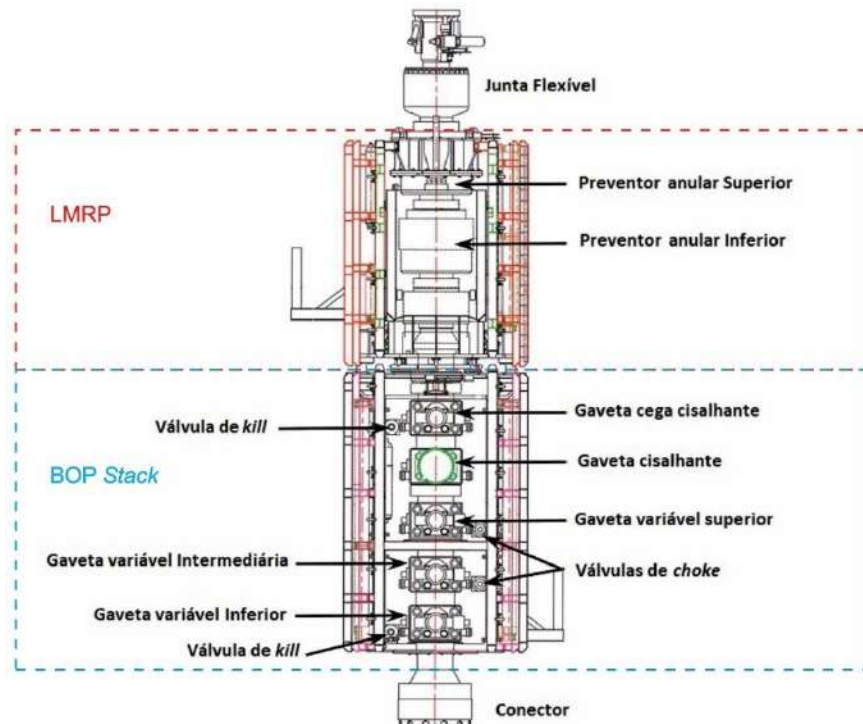 Junta Flexível
LMRP
Preventor anular Superior
Preventor anular Inferior
Gaveta cega cisalhante
Válvula de kill
BOP Stack
Gaveta cisalhante
Gaveta variável superior
Gaveta variável Intermediária
Válvulas de choke
Gaveta variável Inferior
Válvula de kill
Conector